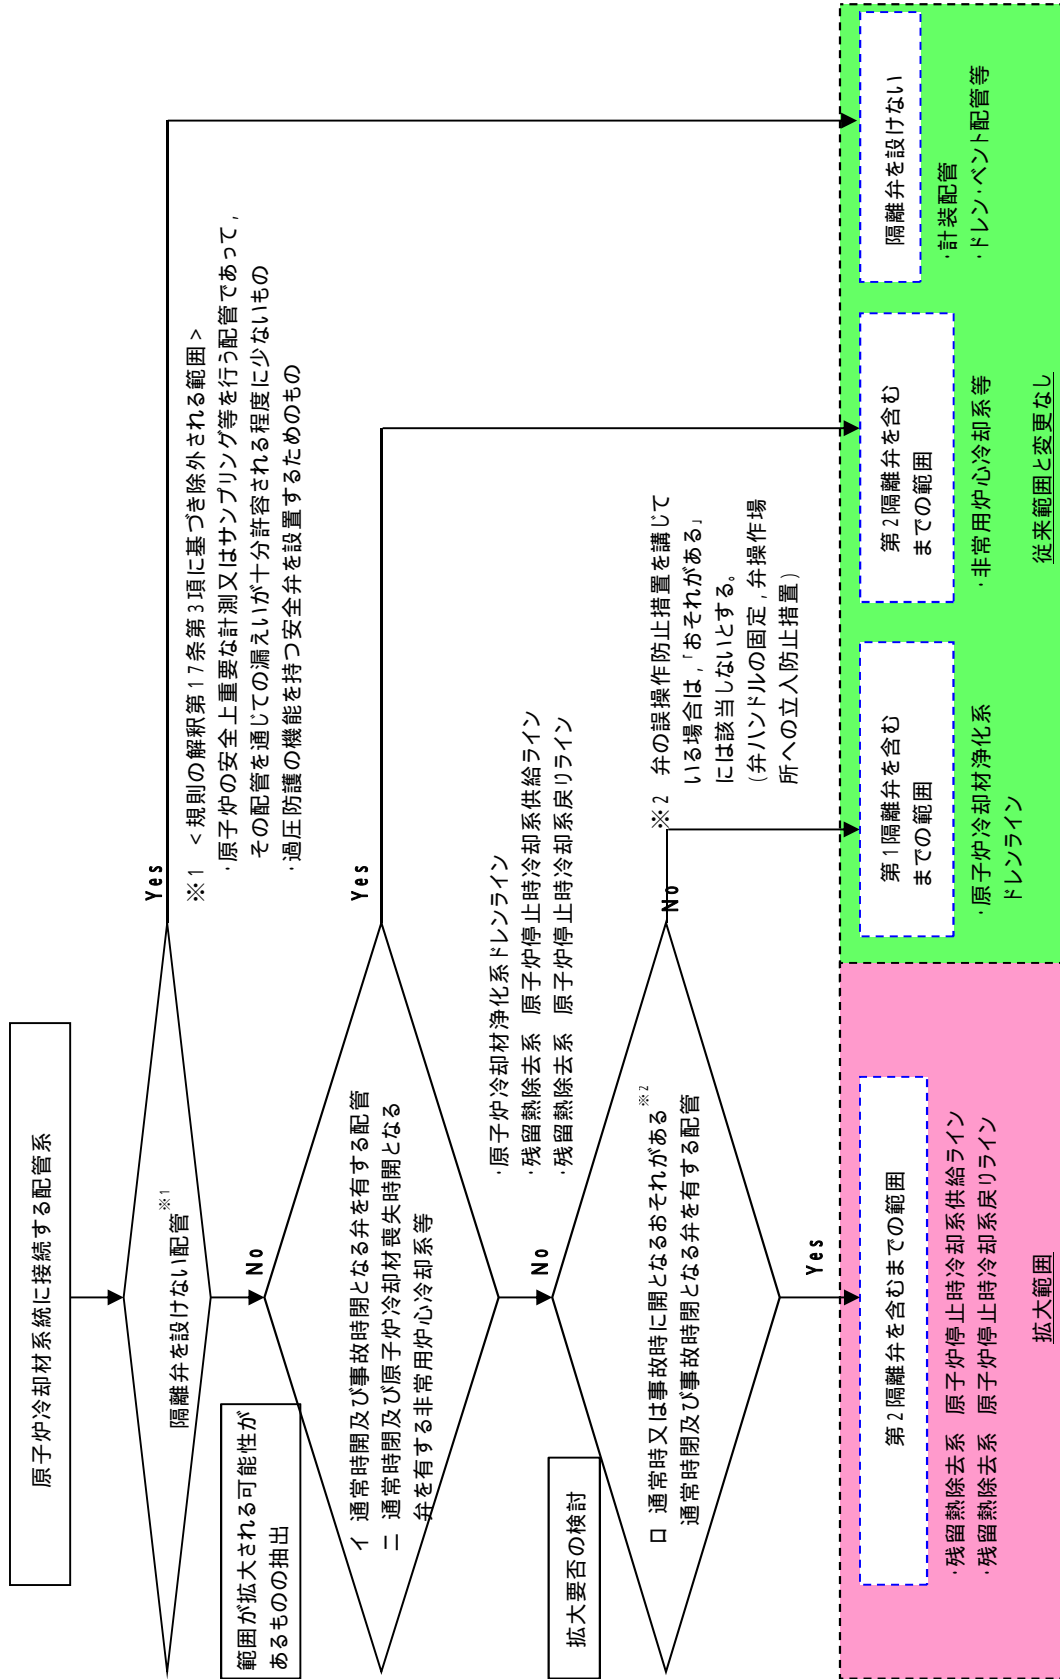 原子炉冷却材系統に接続する配管系
隔離弁を設けない配管※1
Yes
※1 <規則の解釈第17条第3項に基づき除外される範囲>
・原子炉の安全上重要な計測又はサンプリング等を行う配管であって,
その配管を通じての漏えいが十分許容される程度に少ないもの
・過圧防護の機能を持つ安全弁を設置するためのもの
No
範囲が拡大される可能性が
あるものの抽出
イ 通常時開及び事故時閉となる弁を有する配管
ニ 通常時閉及び原子炉冷却材喪失時開となる
弁を有する非常用炉心冷却系等
Yes
・原子炉冷却材浄化系ドレンライン
・残留熱除去系 原子炉停止時冷却系供給ライン
・残留熱除去系 原子炉停止時冷却系戻りライン
No
拡大要否の検討
ロ 通常時又は事故時に開となるおそれがある※2
通常時閉及び事故時閉となる弁を有する配管
No
※2 弁の誤操作防止措置を講じて
いる場合は,「おそれがある」
には該当しないとする。
(弁ハンドルの固定,弁操作場
所への立入防止措置)
Yes
第2隔離弁を含むまでの範囲
・残留熱除去系 原子炉停止時冷却系供給ライン
・残留熱除去系 原子炉停止時冷却系戻りライン
拡大範囲
第1隔離弁を含む
までの範囲
・原子炉冷却材浄化系
ドレンライン
第2隔離弁を含む
までの範囲
・非常用炉心冷却系等
隔離弁を設けない
・計装配管
・ドレン・ベント配管等
従来範囲と変更なし